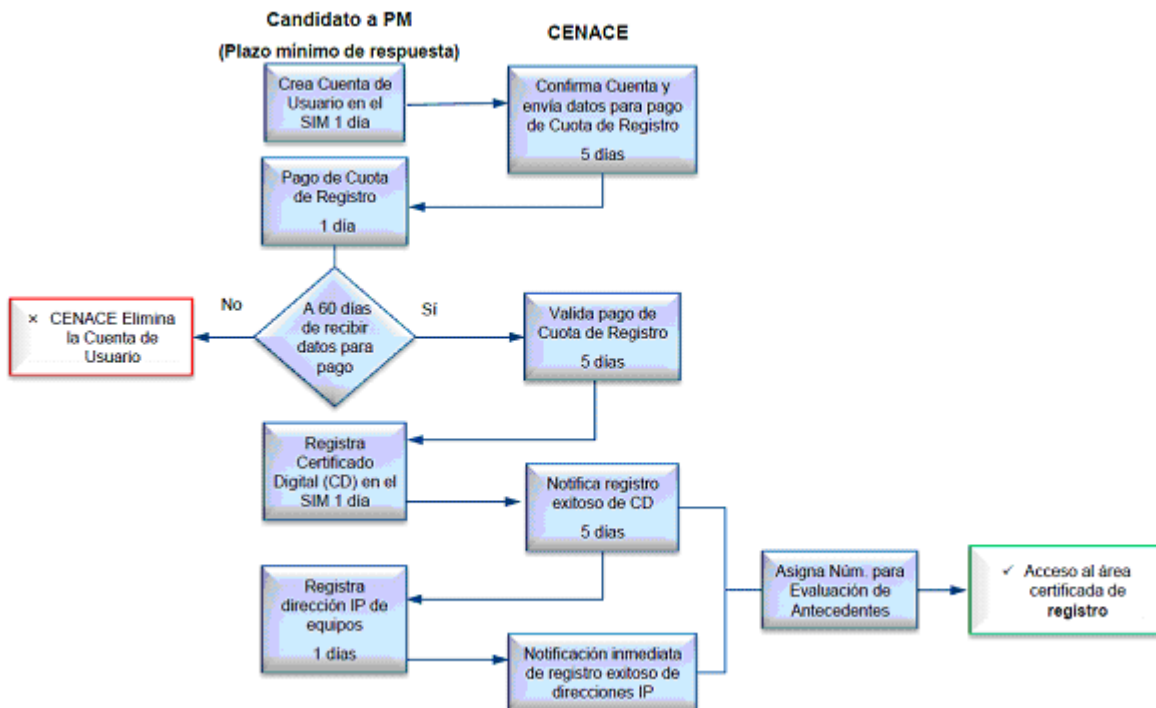 Candidato a PM
(Plazo mínimo de respuesta)
CENACE
Crea Cuenta de
Usuario en el
SIM 1 día
Confirma Cuenta y
envía datos para pago
de Cuota de Registro
5 días
Pago de Cuota
de Registro
1 día
A 60 días
de recibir
datos para
pago
No
Sí
× CENACE Elimina
la Cuenta de
Usuario
Valida pago de
Cuota de Registro
5 días
Registra
Certificado
Digital (CD) en el
SIM 1 día
Notifica registro
exitoso de CD
5 días
Registra
dirección IP de
equipos
1 días
Notificación inmediata
de registro exitoso de
direcciones IP
Asigna Núm. para
Evaluación de
Antecedentes
✓ Acceso al área
certificada de
registro